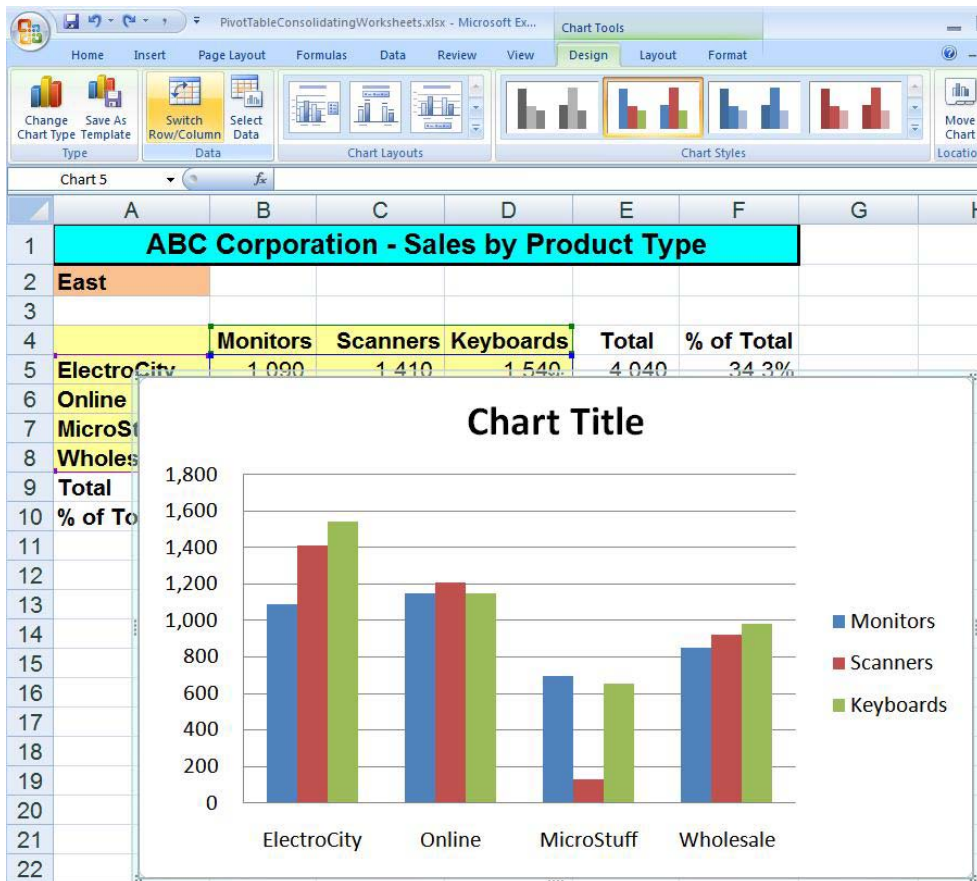 PivotTableConsolidatingWorksheets.xlsx - Microsoft Ex...
Chart Tools
Home Insert Page Layout Formulas Data Review View Design Layout Format
Change Chart Type
Save As Template
Switch Row/Column
Select Data
Move Chart
Type Data Chart Layouts Chart Styles Locatio
Chart 5 fx
A B C D E F G H
1 ABC Corporation - Sales by Product Type
2 East
3
4 Monitors Scanners Keyboards Total % of Total
5 ElectroCity 1,090 1,410 1,540 4,040 34.3%
6 Online
7 MicroSt
8 Wholes
9 Total
10 % of To
11
12
13
14
15
16
17
18
19
20
21
22
Chart Title
1,800
1,600
1,400
1,200
1,000
800
600
400
200
0
ElectroCity Online MicroStuff Wholesale
Monitors
Scanners
Keyboards